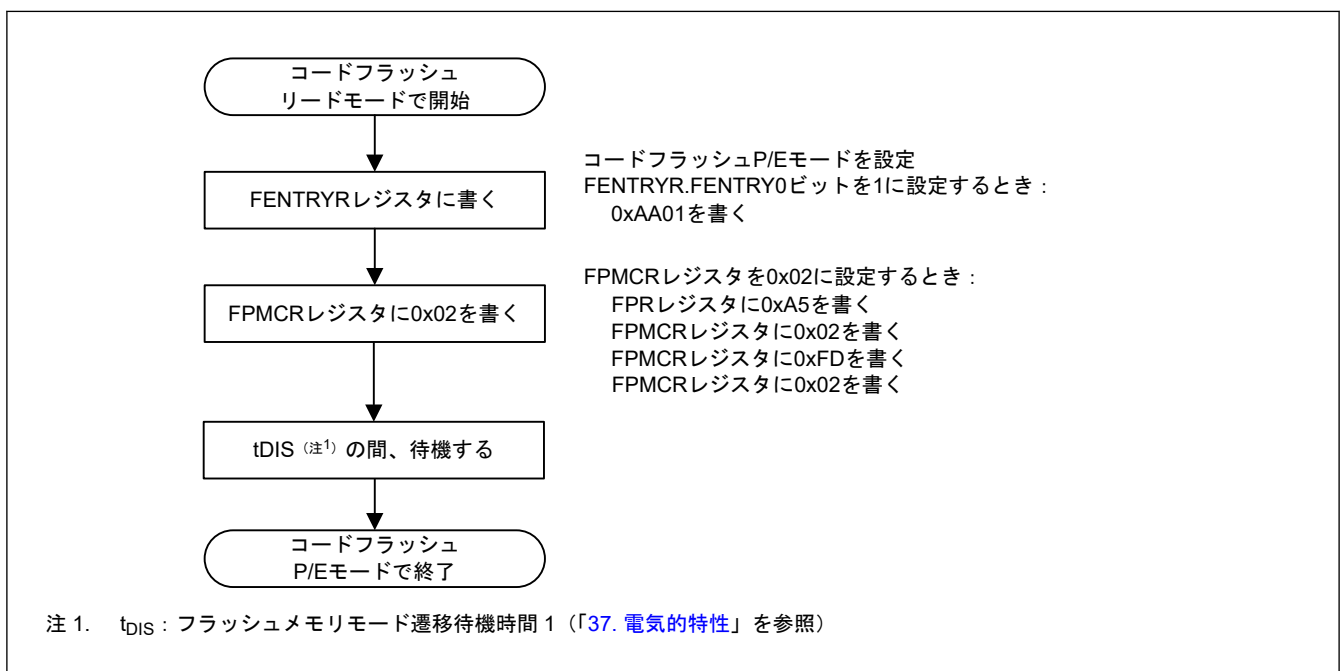 コードフラッシュ
リードモードで開始
FENTRYRレジスタに書く
コードフラッシュP/Eモードを設定
FENTRYR.FENTRY0ビットを1に設定するとき：
0xAA01を書く
FPMCRレジスタに0x02を書く
FPMCRレジスタを0x02に設定するとき：
FPRレジスタに0xA5を書く
FPMCRレジスタに0x02を書く
FPMCRレジスタに0xFDを書く
FPMCRレジスタに0x02を書く
tDIS（注1）の間、待機する
コードフラッシュ
P/Eモードで終了
注 1. tDIS：フラッシュメモリモード遷移待機時間 1（「37. 電気的特性」を参照）